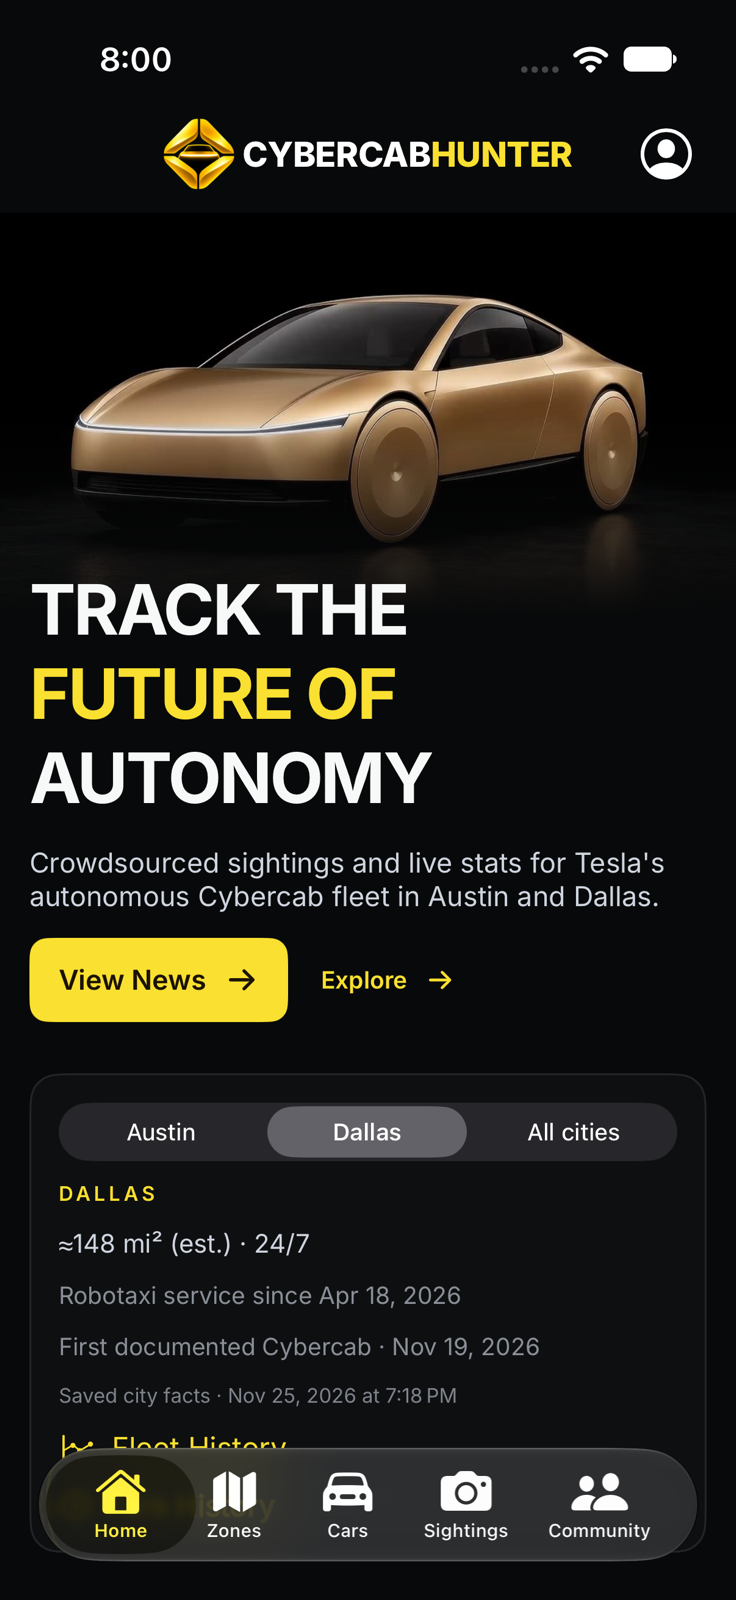 8:00
CYBERCABHUNTER
TRACK THE
FUTURE OF
AUTONOMY
Crowdsourced sightings and live stats for Tesla's
autonomous Cybercab fleet in Austin and Dallas.
View News → Explore →
Austin Dallas All cities
DALLAS
≈148 mi² (est.) · 24/7
Robotaxi service since Apr 18, 2026
First documented Cybercab · Nov 19, 2026
Saved city facts · Nov 25, 2026 at 7:18 PM
Fleet History
History
Home Zones Cars Sightings Community